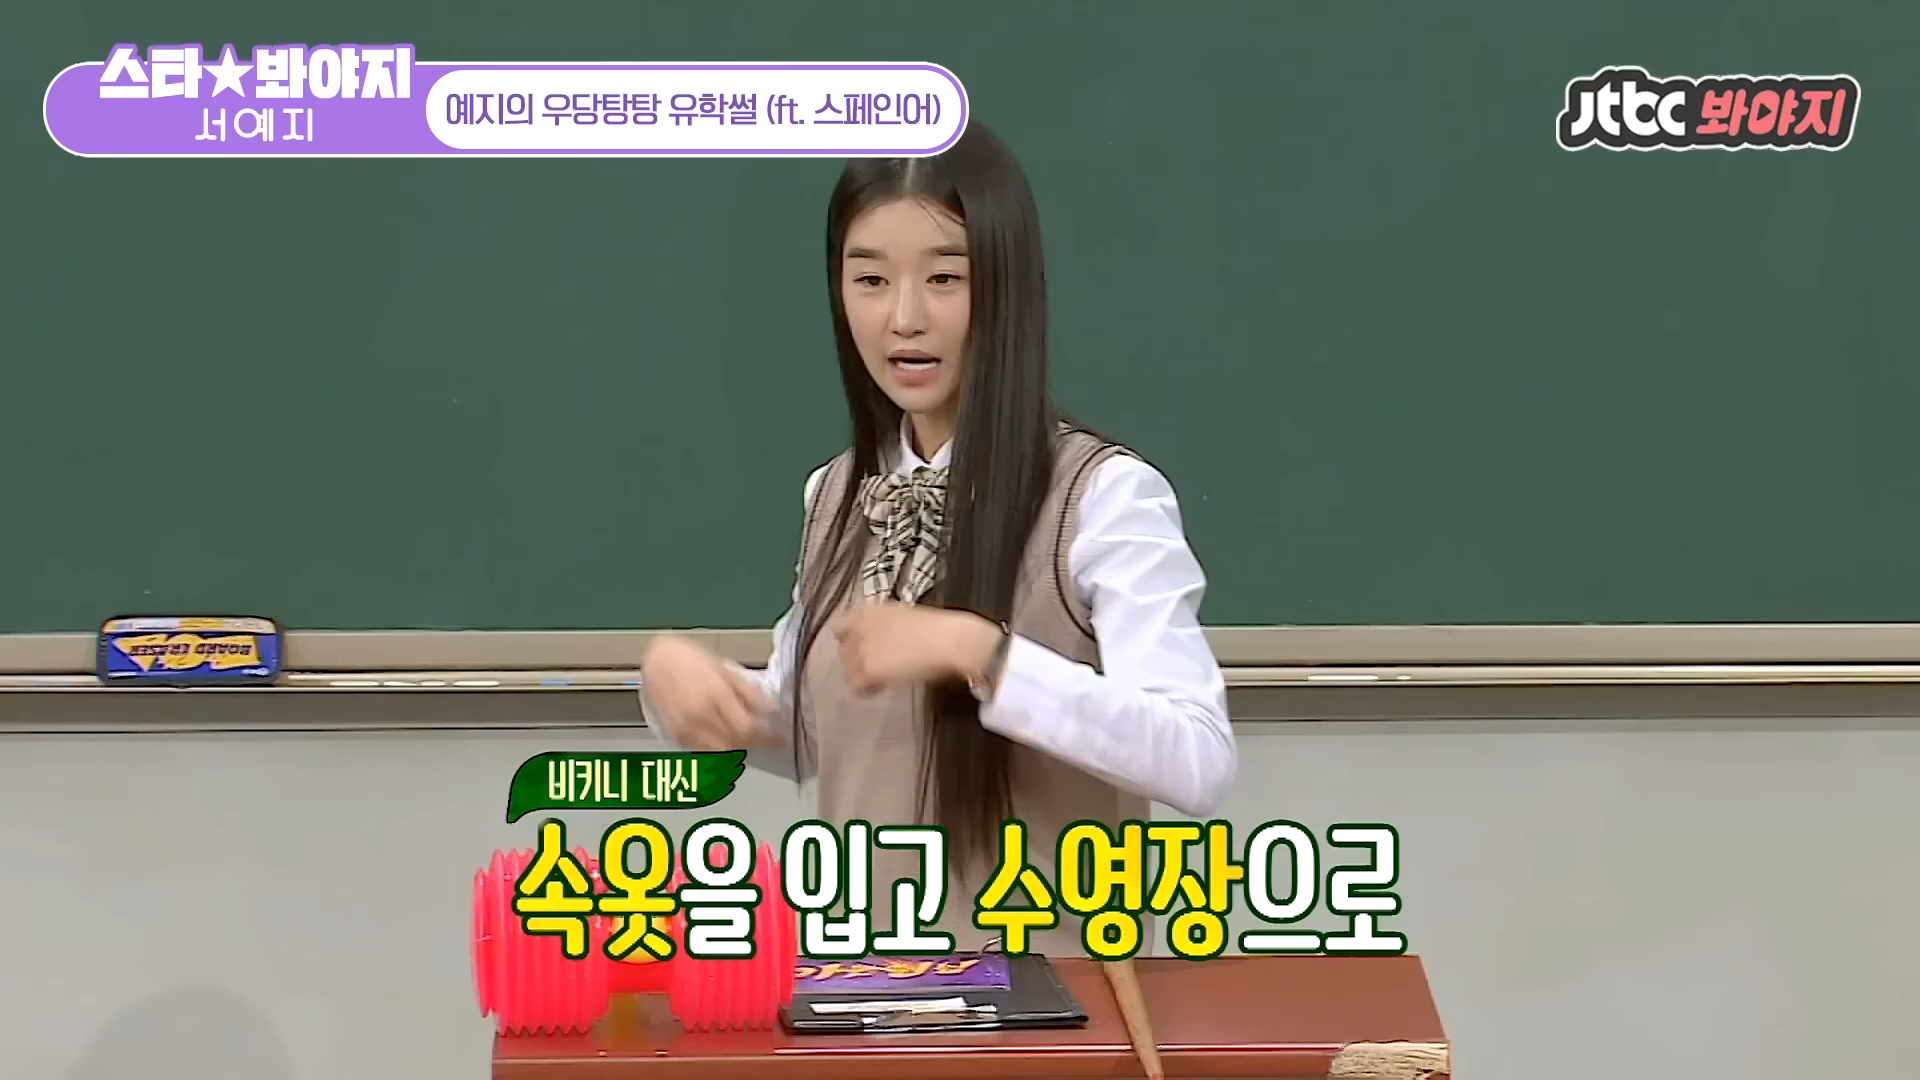 스타★봐야지
서예지
예지의 우당탕탕 유학썰 (ft. 스페인어)
jtbc 봐야지
BOARD ERASER
비키니 대신
속옷을 입고 수영장으로